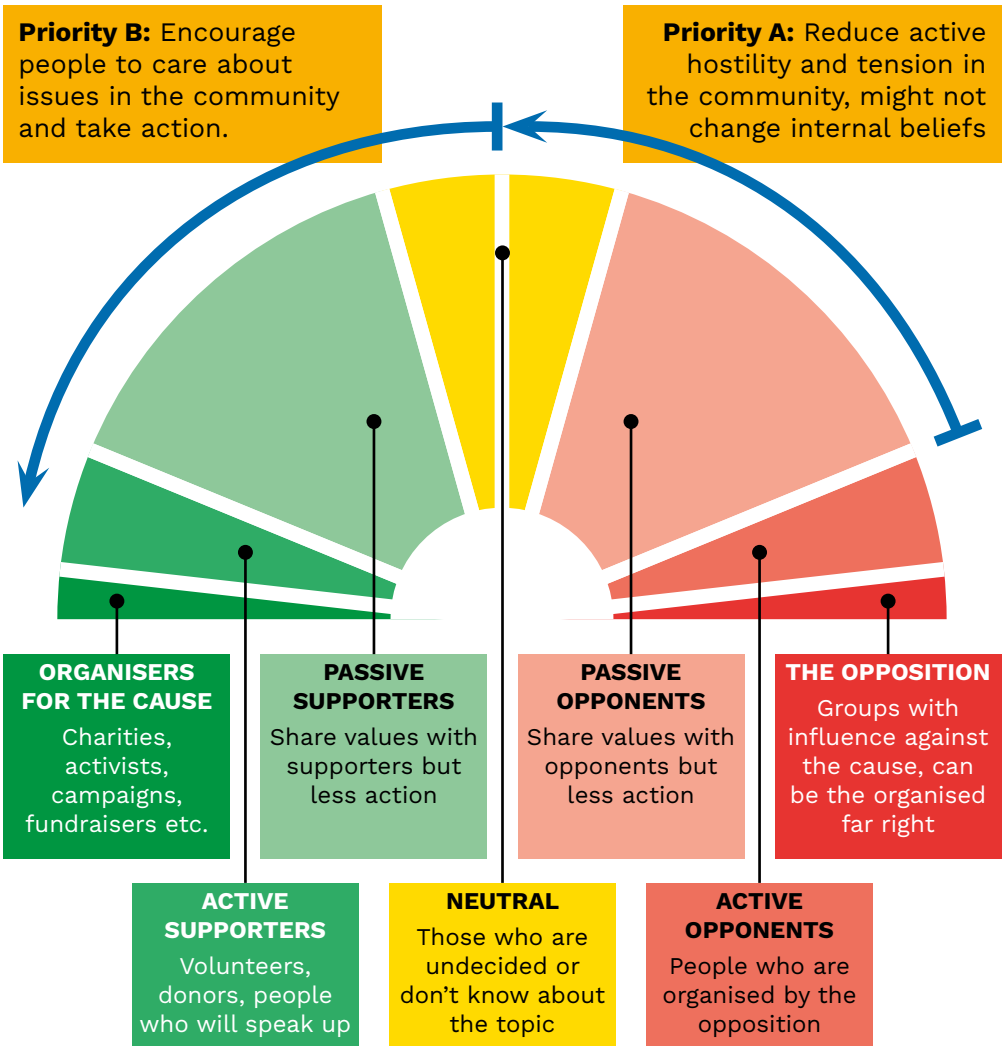 Priority B: Encourage
people to care about
issues in the community
and take action.
Priority A: Reduce active
hostility and tension in
the community, might not
change internal beliefs
ORGANISERS
FOR THE CAUSE
Charities,
activists,
campaigns,
fundraisers etc.
PASSIVE
SUPPORTERS
Share values with
supporters but
less action
PASSIVE
OPPONENTS
Share values with
opponents but
less action
THE OPPOSITION
Groups with
influence against
the cause, can
be the organised
far right
ACTIVE
SUPPORTERS
Volunteers,
donors, people
who will speak up
NEUTRAL
Those who are
undecided or
don’t know about
the topic
ACTIVE
OPPONENTS
People who are
organised by the
opposition